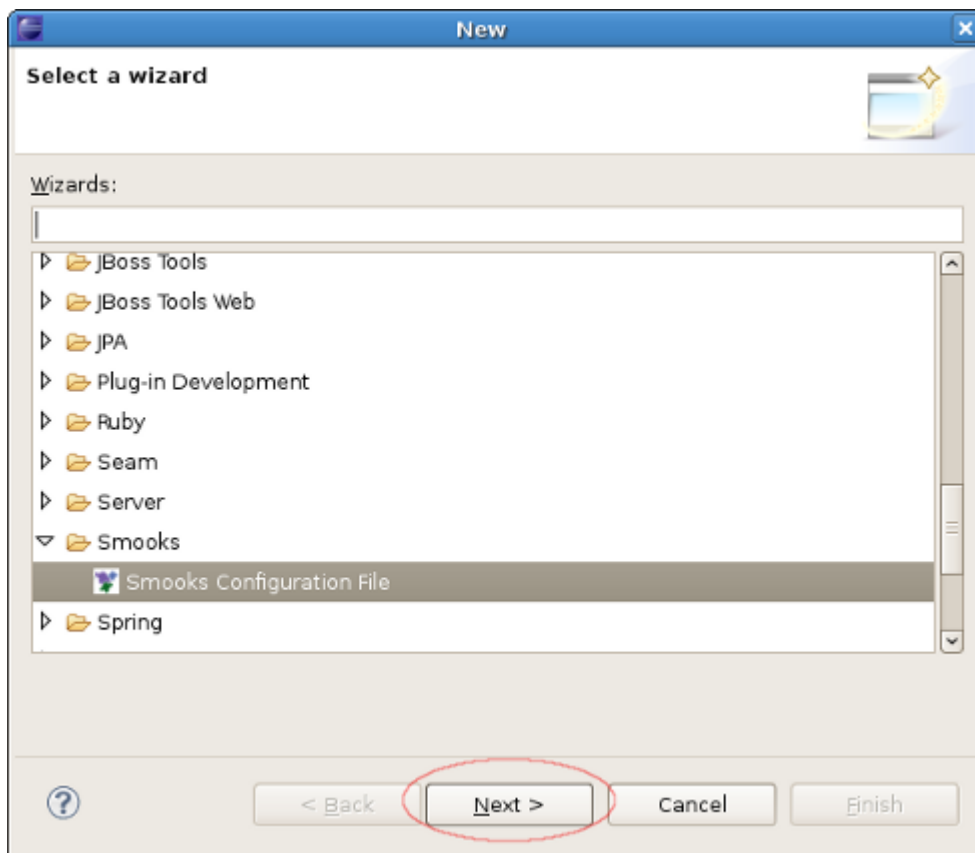 New
Select a wizard
Wizards:
JBoss Tools
JBoss Tools Web
JPA
Plug-in Development
Ruby
Seam
Server
Smooks
Smooks Configuration File
Spring
< Back Next > Cancel Finish